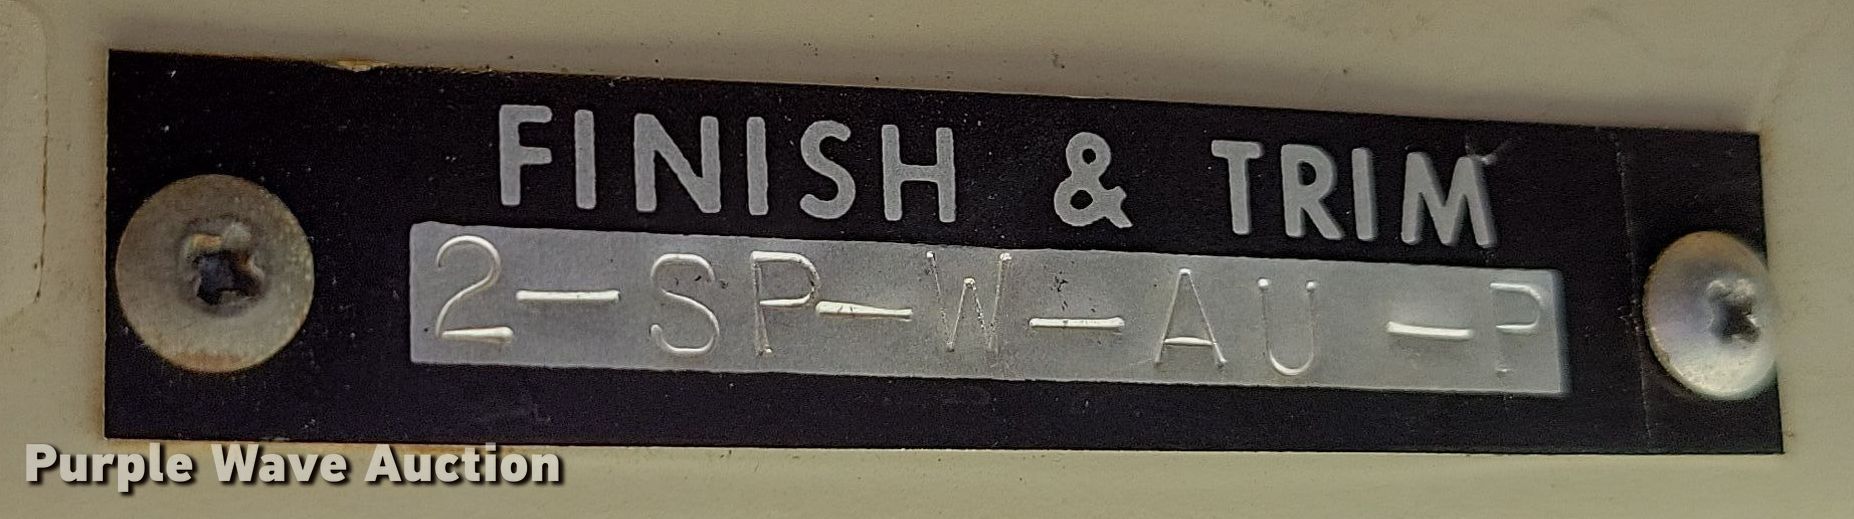 FINISH & TRIM
2-SP-W-AU-P
Purple Wave Auction